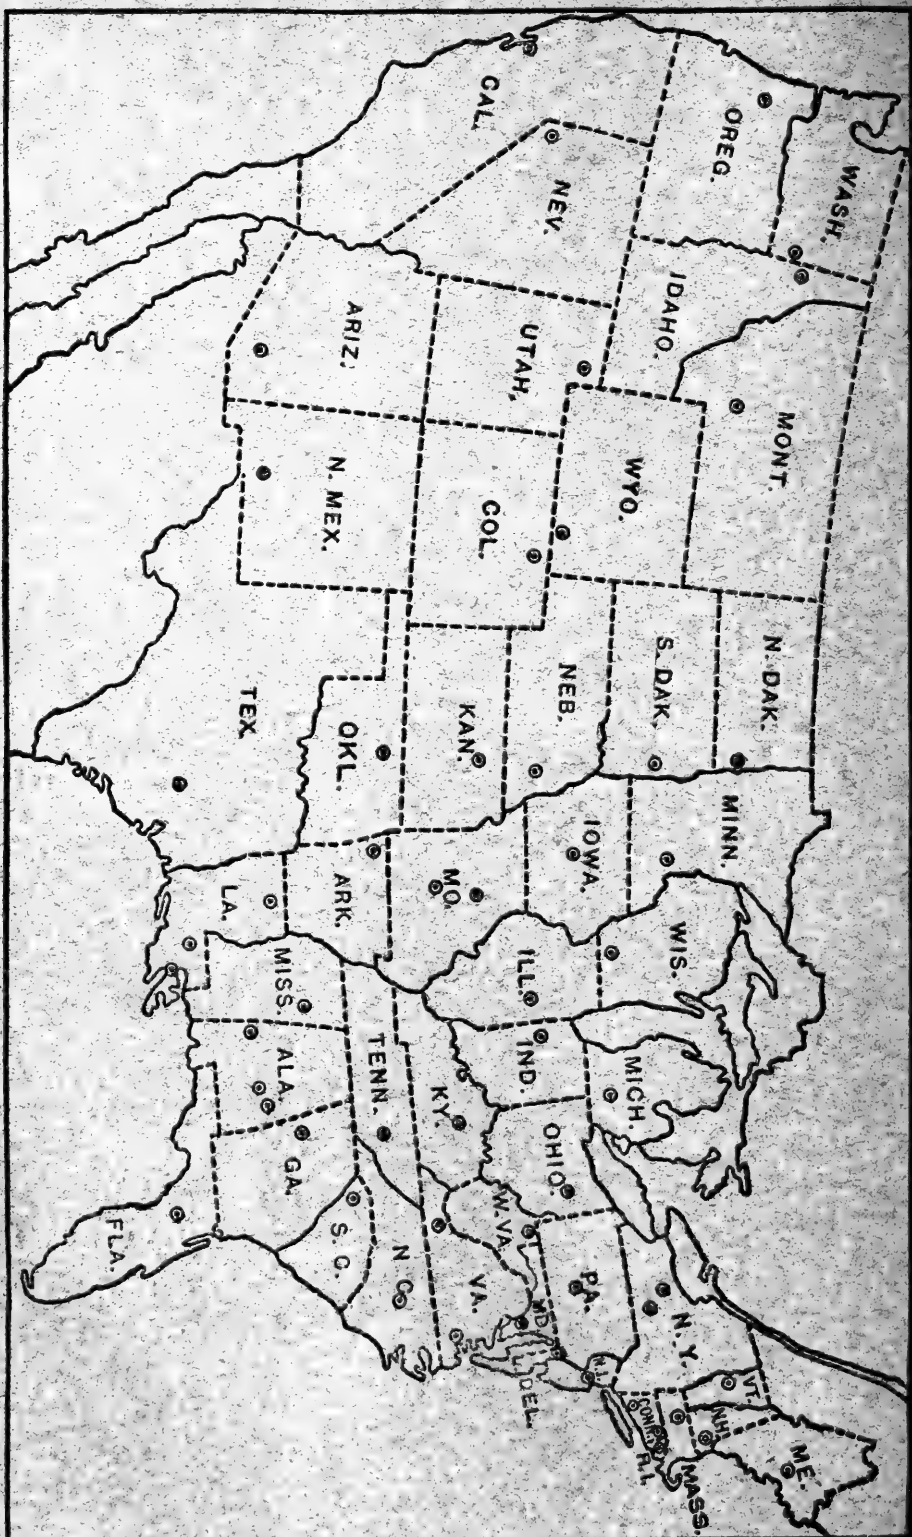 WASH.
OREG.
CAL.
NEV.
IDAHO.
MONT.
WYO.
UTAH,
ARIZ.
COL.
N. MEX.
N. DAK.
S. DAK.
NEB.
KAN.
OKL.
TEX.
MINN.
IOWA.
MO.
ARK.
LA.
WIS.
ILL.
IND.
MICH.
OHIO.
KY.
TENN.
MISS.
ALA.
GA.
FLA.
S. C.
N. C.
VA.
W. VA.
MD.
DEL.
PA.
N.J.
N. Y.
CONN.
R.I.
MASS.
VT.
N.H.
ME.